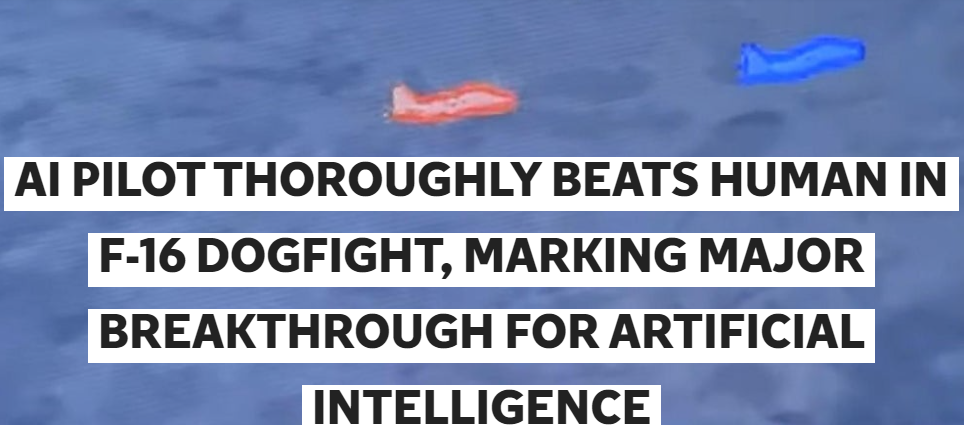 AI PILOT THOROUGHLY BEATS HUMAN IN
F-16 DOGFIGHT, MARKING MAJOR
BREAKTHROUGH FOR ARTIFICIAL
INTELLIGENCE